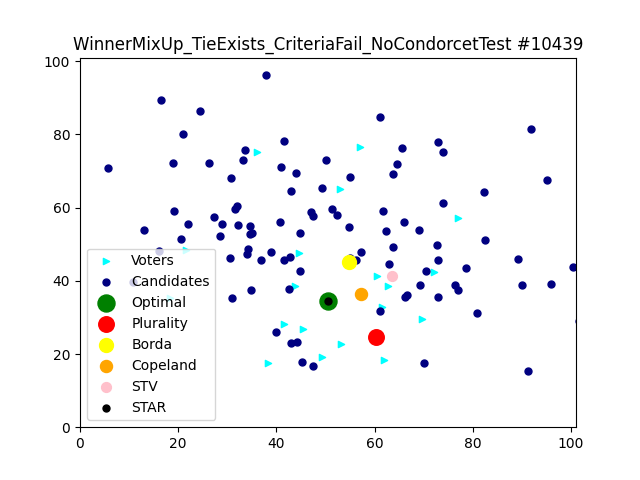 WinnerMixUp_TieExists_CriteriaFail_NoCondorcetTest #10439
100
80
60
40
20
0
Voters
Candidates
Optimal
Plurality
Borda
Copeland
STV
STAR
0 20 40 60 80 100